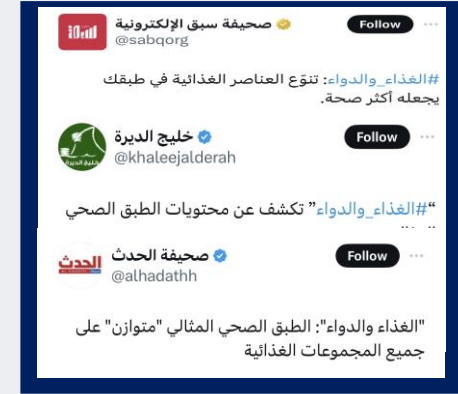 صحيفة سبق الإلكترونية
Follow
@sabqorg
#الغذاء_والدواء: تنوّع العناصر الغذائية في طبقك
يجعله أكثر صحة.
خليج الديرة
Follow
@khaleejalderah
“#الغذاء_والدواء” تكشف عن محتويات الطبق الصحي
صحيفة الحدث
Follow
الحدث
@alhadathh
"الغذاء والدواء": الطبق الصحي المثالي "متوازن" على
جميع المجموعات الغذائية